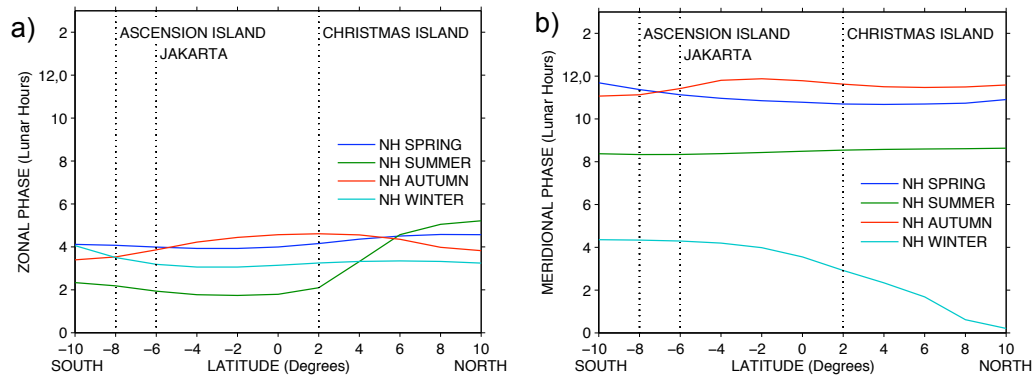 a)
ZONAL PHASE (Lunar Hours)
2
12,0
10
8
6
4
2
0
ASCENSION ISLAND
JAKARTA
CHRISTMAS ISLAND
NH SPRING
NH SUMMER
NH AUTUMN
NH WINTER
−10 −8 −6 −4 −2 0 2 4 6 8 10
SOUTH LATITUDE (Degrees) NORTH
b)
MERIDIONAL PHASE (Lunar Hours)
2
12,0
10
8
6
4
2
0
ASCENSION ISLAND
JAKARTA
CHRISTMAS ISLAND
NH SPRING
NH SUMMER
NH AUTUMN
NH WINTER
−10 −8 −6 −4 −2 0 2 4 6 8 10
SOUTH LATITUDE (Degrees) NORTH